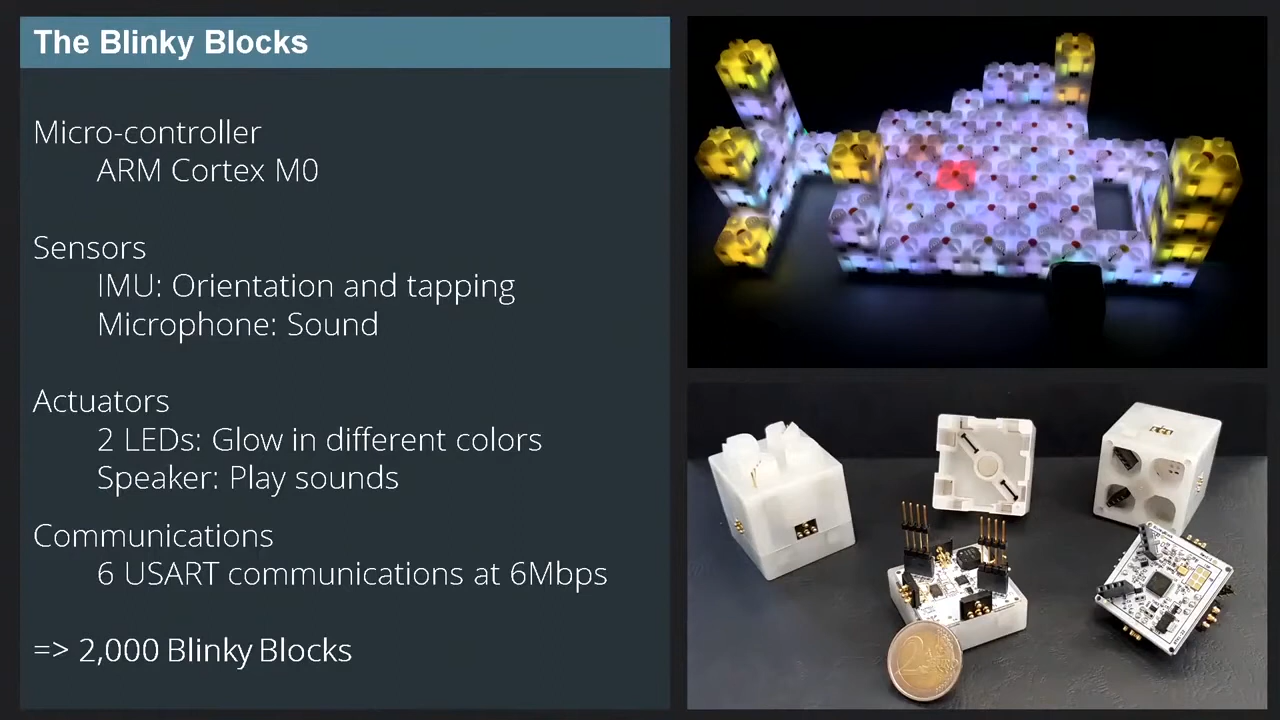 The Blinky Blocks
Micro-controller
ARM Cortex M0
Sensors
IMU: Orientation and tapping
Microphone: Sound
Actuators
2 LEDs: Glow in different colors
Speaker: Play sounds
Communications
6 USART communications at 6Mbps
=> 2,000 Blinky Blocks
2